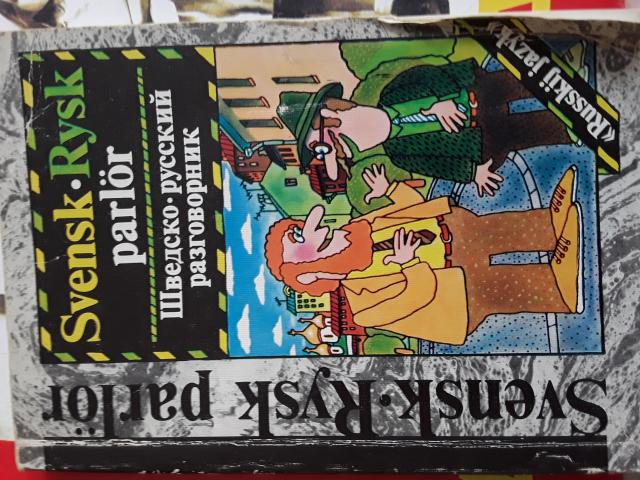 Svensk·Rysk
parlör
Шведско·русский
разговорник
«Russkij jazyk»
Svensk·Rysk parlör